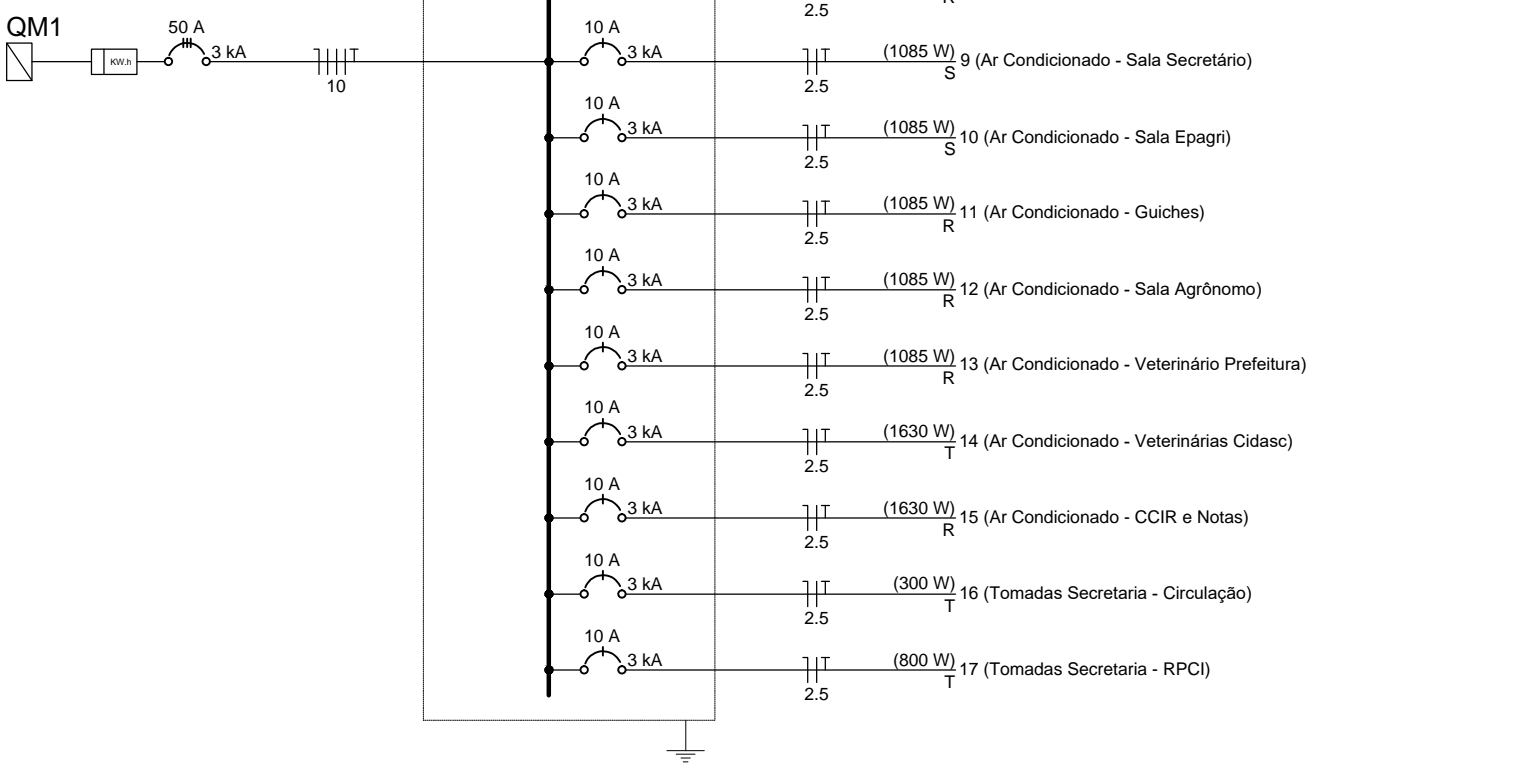 R
2.5
QM1
50 A
KW.h
3 kA
10
10 A
3 kA
2.5
(1085 W)
S
9 (Ar Condicionado - Sala Secretário)
10 A
3 kA
2.5
(1085 W)
S
10 (Ar Condicionado - Sala Epagri)
10 A
3 kA
2.5
(1085 W)
R
11 (Ar Condicionado - Guiches)
10 A
3 kA
2.5
(1085 W)
R
12 (Ar Condicionado - Sala Agrônomo)
10 A
3 kA
2.5
(1085 W)
R
13 (Ar Condicionado - Veterinário Prefeitura)
10 A
3 kA
2.5
(1630 W)
T
14 (Ar Condicionado - Veterinárias Cidasc)
10 A
3 kA
2.5
(1630 W)
R
15 (Ar Condicionado - CCIR e Notas)
10 A
3 kA
2.5
(300 W)
T
16 (Tomadas Secretaria - Circulação)
10 A
3 kA
2.5
(800 W)
T
17 (Tomadas Secretaria - RPCI)